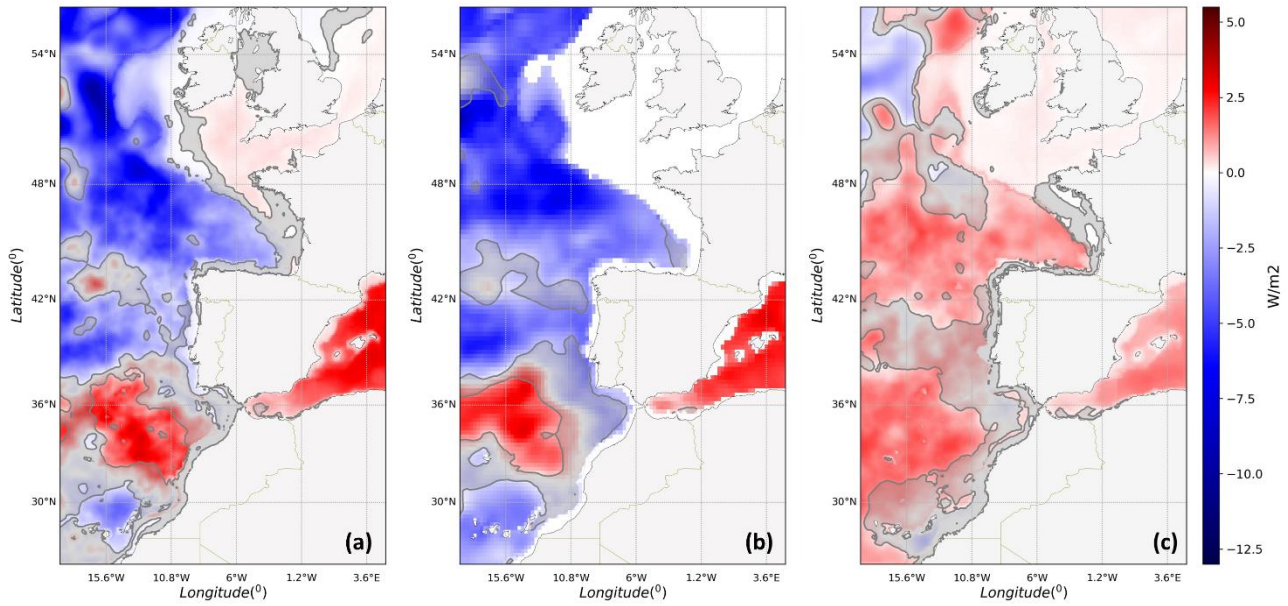 54°N
48°N
42°N
36°N
30°N
Latitude(⁰)
15.6°W 10.8°W 6°W 1.2°W 3.6°E
Longitude(⁰)
(a)
54°N
48°N
42°N
36°N
30°N
Latitude(⁰)
15.6°W 10.8°W 6°W 1.2°W 3.6°E
Longitude(⁰)
(b)
54°N
48°N
42°N
36°N
30°N
Latitude(⁰)
15.6°W 10.8°W 6°W 1.2°W 3.6°E
Longitude(⁰)
(c)
5.0
2.5
0.0
−2.5
−5.0
−7.5
−10.0
−12.5
W/m2